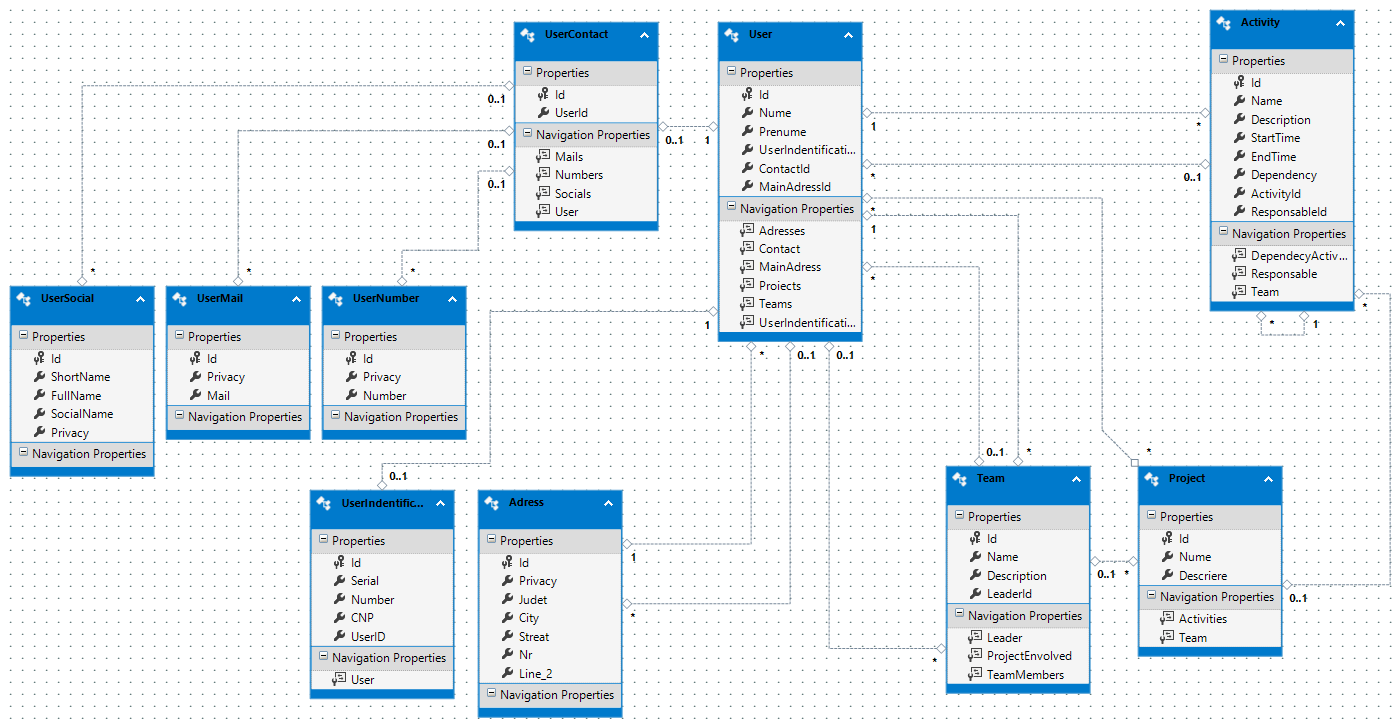 UserContact
Properties
Id
UserId
Navigation Properties
Mails
Numbers
Socials
User
0..1
0..1
0..1
0..1
1
User
Properties
Id
Nume
Prenume
UserIndentificati...
ContactId
MainAdressId
Navigation Properties
Adresses
Contact
MainAdress
Proiects
Teams
UserIndentificati...
1
*
*
1
*
1
*
0..1
0..1
Activity
Properties
Id
Name
Description
StartTime
EndTime
Dependency
ActivityId
ResponsableId
Navigation Properties
DependecyActiv...
Responsable
Team
*
0..1
*
*
1
*
*
*
UserSocial
Properties
Id
ShortName
FullName
SocialName
Privacy
Navigation Properties
UserMail
Properties
Id
Privacy
Mail
Navigation Properties
UserNumber
Properties
Id
Privacy
Number
Navigation Properties
0..1
UserIndentific...
Properties
Id
Serial
Number
CNP
UserID
Navigation Properties
User
Adress
Properties
Id
Privacy
Judet
City
Streat
Nr
Line_2
Navigation Properties
1
*
0..1
*
*
Team
Properties
Id
Name
Description
LeaderId
Navigation Properties
Leader
ProjectEnvolved
TeamMembers
*
0..1
*
Project
Properties
Id
Nume
Descriere
Navigation Properties
Activities
Team
0..1